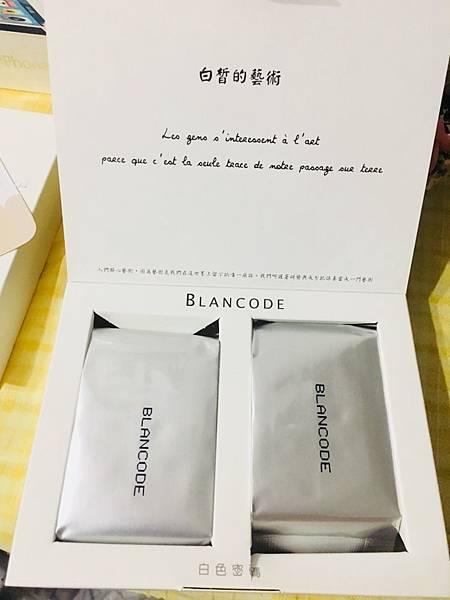 白皙的藝術
Les gens s'interessent à l'art
parce que c'est la seule trace de notre passage sur terre
BLANCODE
BLANCODE
BLANCODE
白色密碼